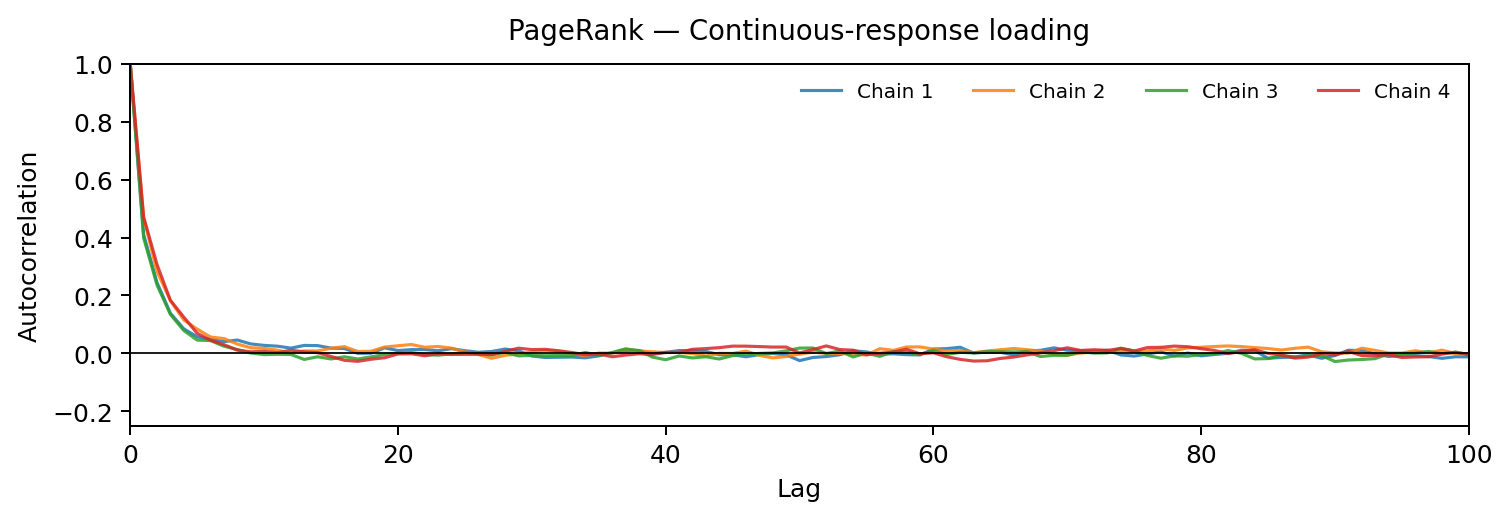 PageRank — Continuous-response loading
Chain 1 Chain 2 Chain 3 Chain 4
Autocorrelation
1.0
0.8
0.6
0.4
0.2
0.0
−0.2
0 20 40 60 80 100
Lag